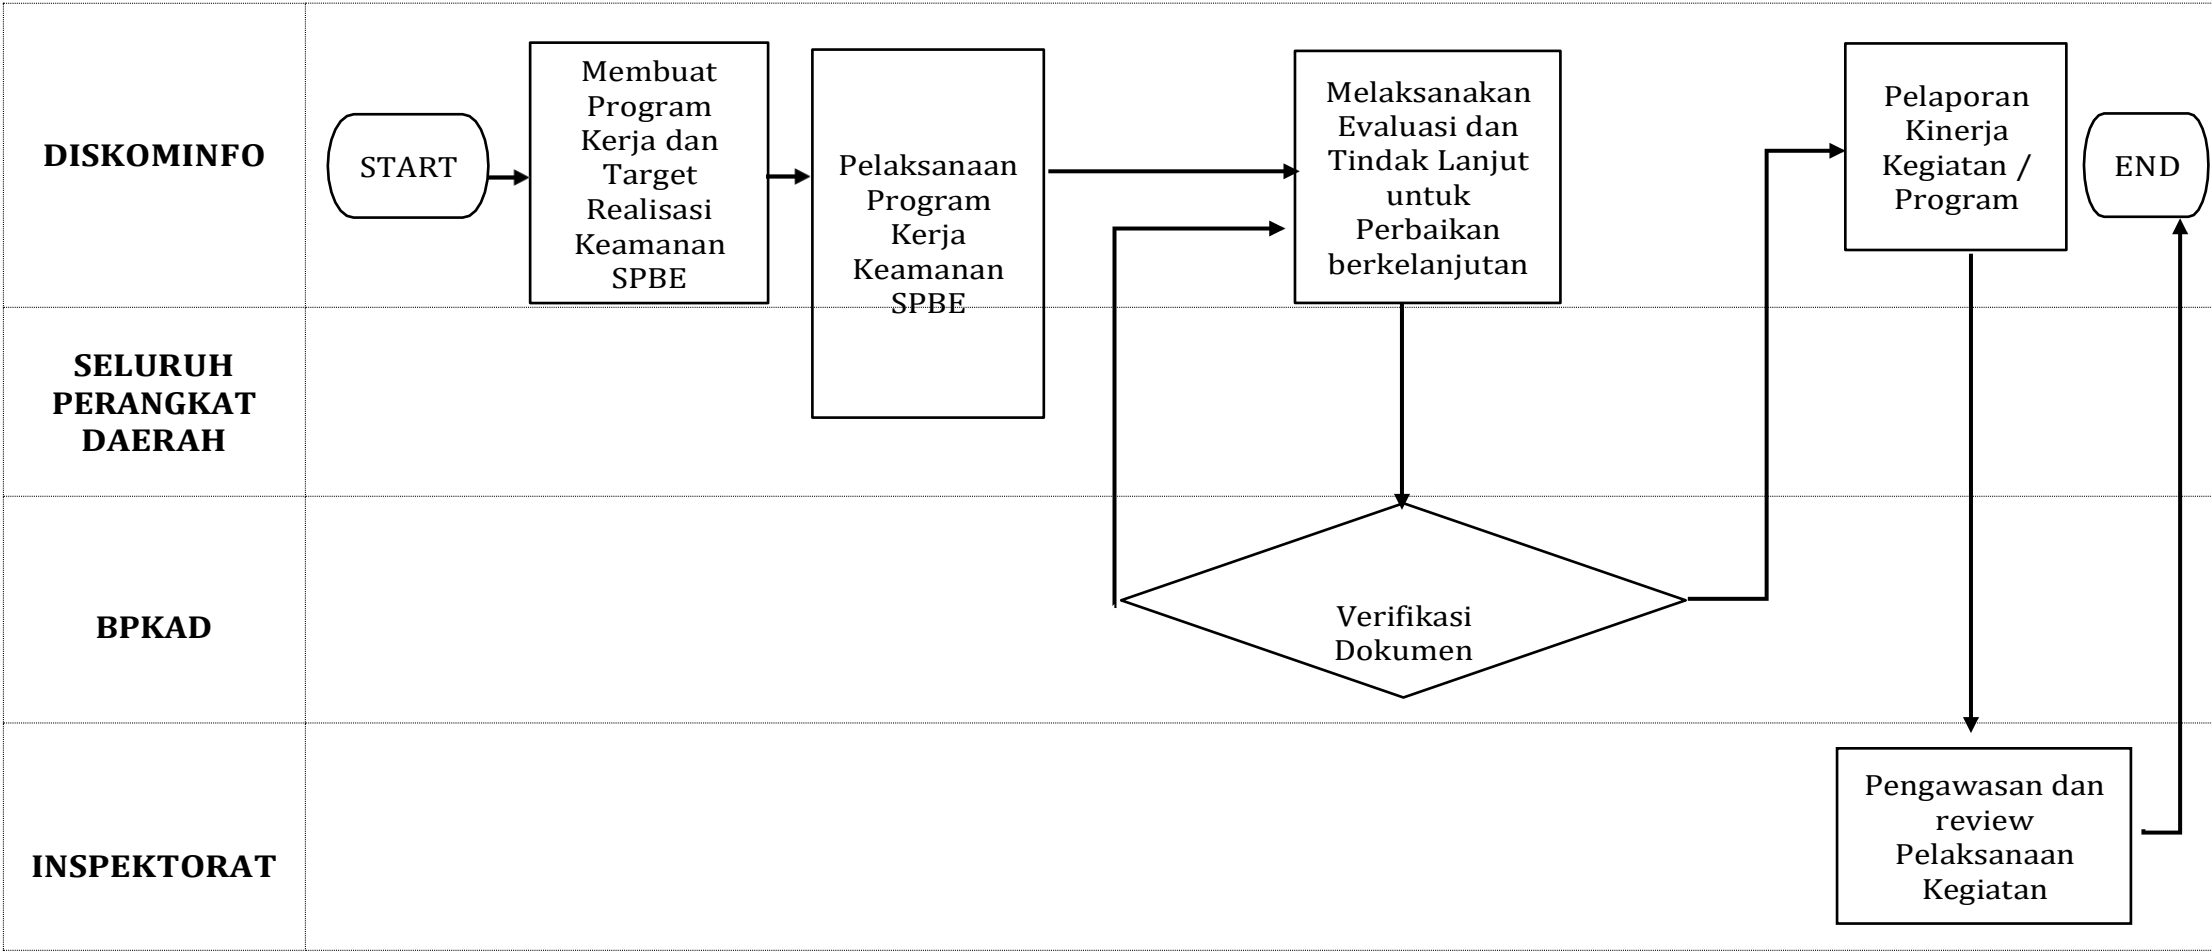 DISKOMINFO
START
Membuat
Program
Kerja dan
Target
Realisasi
Keamanan
SPBE
Pelaksanaan
Program
Kerja
Keamanan
SPBE
Melaksanakan
Evaluasi dan
Tindak Lanjut
untuk
Perbaikan
berkelanjutan
Pelaporan
Kinerja
Kegiatan /
Program
END
SELURUH
PERANGKAT
DAERAH
BPKAD
Verifikasi
Dokumen
INSPEKTORAT
Pengawasan dan
review
Pelaksanaan
Kegiatan